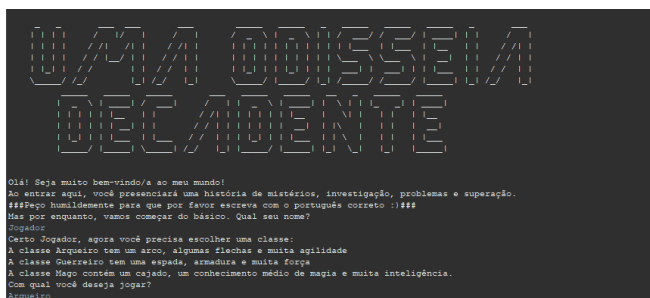 UMA ODISSEIA
DECADENTE
Olá! Seja muito bem-vindo/a ao meu mundo!
Ao entrar aqui, você presenciará uma história de mistérios, investigação, problemas e superação.
###Peço humildemente para que por favor escreva com o português correto :)###
Mas por enquanto, vamos começar do básico. Qual seu nome?
Jogador
Certo Jogador, agora você precisa escolher uma classe:
A classe Arqueiro tem um arco, algumas flechas e muita agilidade
A classe Guerreiro tem uma espada, armadura e muita força
A classe Mago contém um cajado, um conhecimento médio de magia e muita inteligência.
Com qual você deseja jogar?
Arqueiro